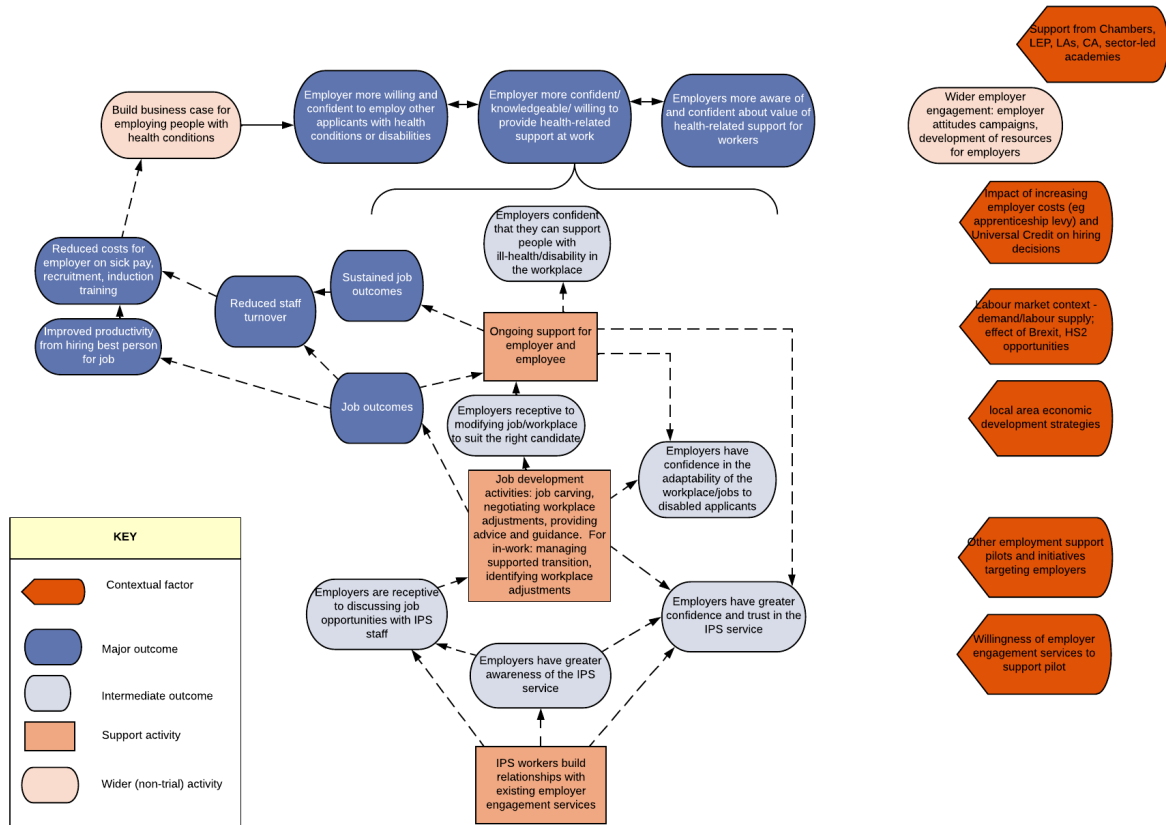 Support from Chambers,
LEP, LAs, CA, sector-led
academies
Build business case for
employing people with
health conditions
Employer more willing and
confident to employ other
applicants with health
conditions or disabilities
Employer more confident/
knowledgeable/ willing to
provide health-related
support at work
Employers more aware of
and confident about value of
health-related support for
workers
Wider employer
engagement: employer
attitudes campaigns,
development of resources
for employers
Impact of increasing
employer costs (eg
apprenticeship levy) and
Universal Credit on hiring
decisions
Employers confident
that they can support
people with
ill-health/disability
in the workplace
Reduced costs for
employer on sick pay,
recruitment, induction
training
Sustained job
outcomes
Reduced staff
turnover
Improved productivity
from hiring best person
for job
Ongoing support for
employer and
employee
Labour market context -
demand/labour supply;
effect of Brexit, HS2
opportunities
Job outcomes
Employers receptive to
modifying job/workplace
to suit the right candidate
local area economic
development strategies
Employers have
confidence in the
adaptability of the
workplace/jobs to
disabled applicants
Job development
activities: job carving,
negotiating workplace
adjustments, providing
advice and guidance. For
in-work: managing
supported transition,
identifying workplace
adjustments
Other employment support
pilots and initiatives
targeting employers
Employers are receptive
to discussing job
opportunities with IPS
staff
Employers have greater
confidence and trust in the
IPS service
Employers have greater
awareness of the IPS
service
Willingness of employer
engagement services to
support pilot
IPS workers build
relationships with
existing employer
engagement services
KEY
Contextual factor
Major outcome
Intermediate outcome
Support activity
Wider (non-trial) activity